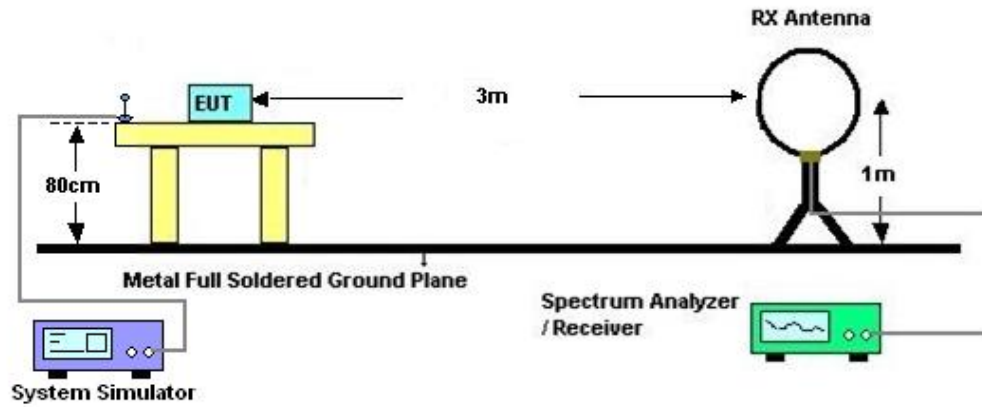 RX Antenna
EUT
3m
80cm
1m
Metal Full Soldered Ground Plane
Spectrum Analyzer
/ Receiver
System Simulator